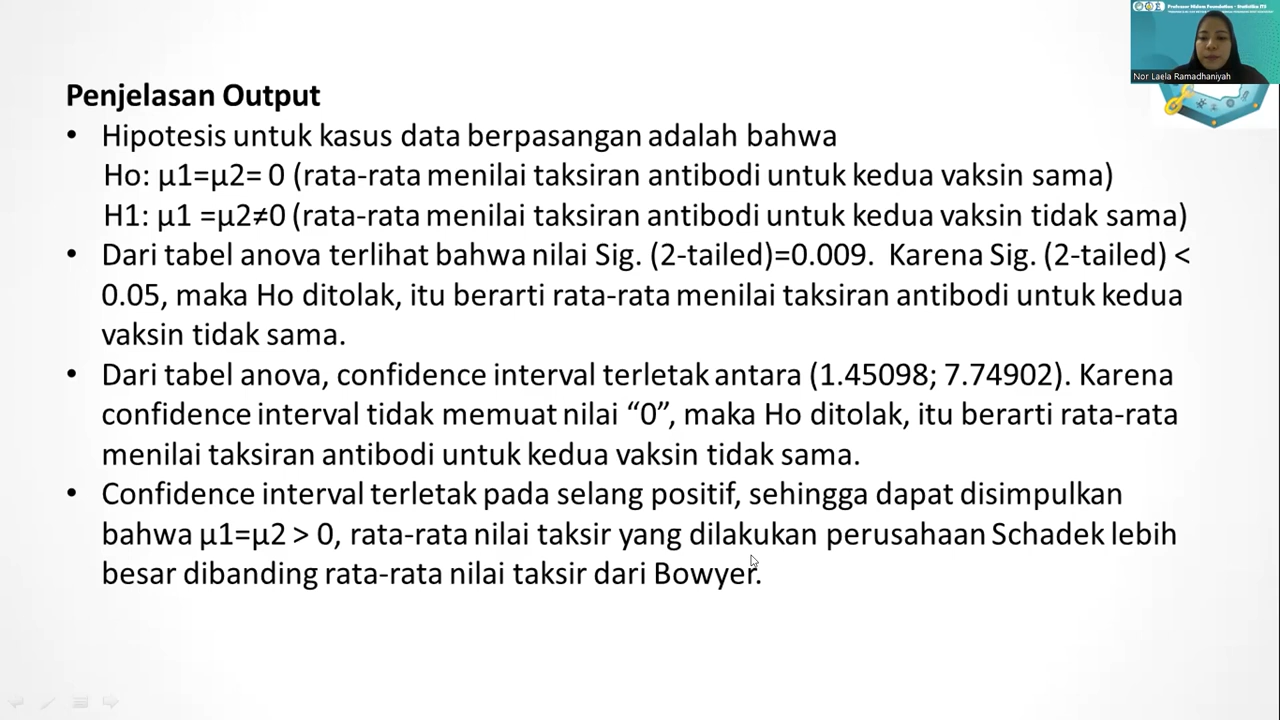 Professor Nidom Foundation - Statistika ITS
Nor Laela Ramadhaniyah
Penjelasan Output
• Hipotesis untuk kasus data berpasangan adalah bahwa
Ho: μ1=μ2= 0 (rata-rata menilai taksiran antibodi untuk kedua vaksin sama)
H1: μ1 =μ2≠0 (rata-rata menilai taksiran antibodi untuk kedua vaksin tidak sama)
• Dari tabel anova terlihat bahwa nilai Sig. (2-tailed)=0.009. Karena Sig. (2-tailed) <
0.05, maka Ho ditolak, itu berarti rata-rata menilai taksiran antibodi untuk kedua
vaksin tidak sama.
• Dari tabel anova, confidence interval terletak antara (1.45098; 7.74902). Karena
confidence interval tidak memuat nilai “0”, maka Ho ditolak, itu berarti rata-rata
menilai taksiran antibodi untuk kedua vaksin tidak sama.
• Confidence interval terletak pada selang positif, sehingga dapat disimpulkan
bahwa μ1=μ2 > 0, rata-rata nilai taksir yang dilakukan perusahaan Schadek lebih
besar dibanding rata-rata nilai taksir dari Bowyer.